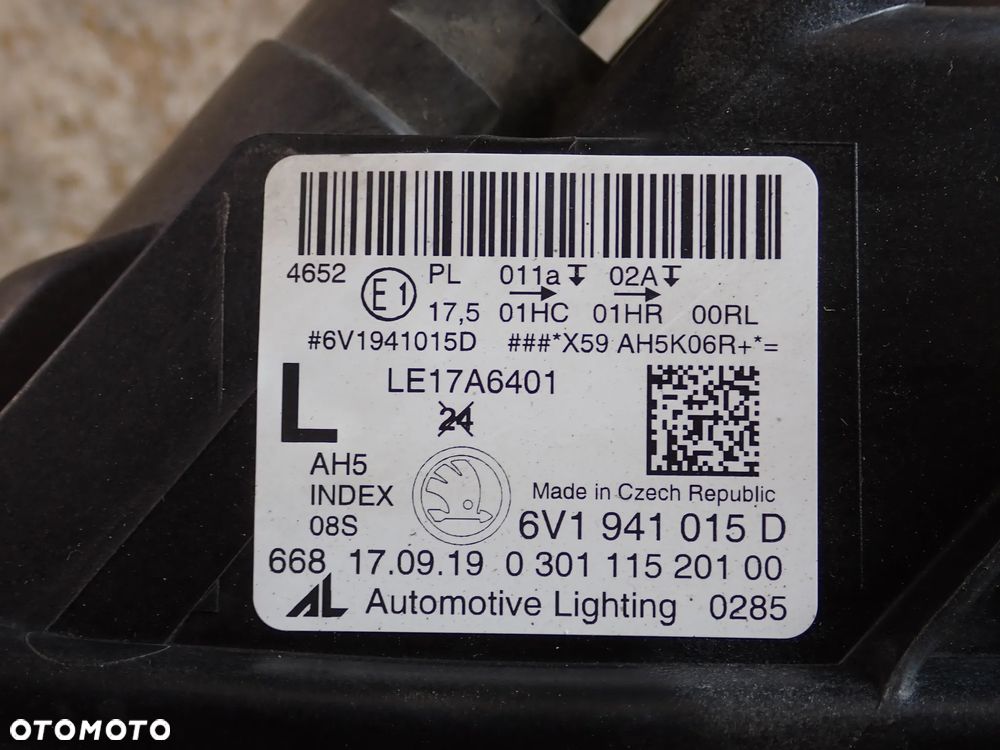 4652 E1 PL 011a 02A
17,5 01HC 01HR 00RL
#6V1941015D ###*X59 AH5K06R+*=
L LE17A6401
24
AH5
INDEX
08S
Made in Czech Republic
6V1 941 015 D
668 17.09.19 0 301 115 201 00
AL Automotive Lighting 0285
OTOMOTO